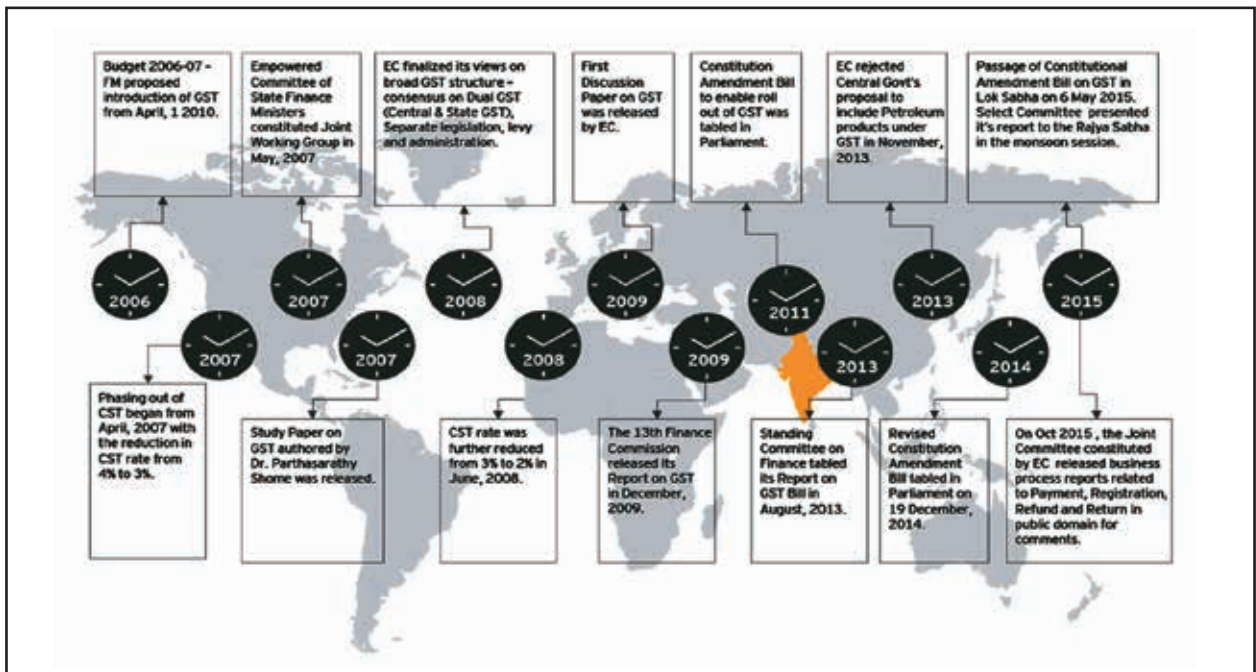 Budget 2006-07 –
FM proposed
introduction of GST
from April, 1 2010.
Empowered
Committee of
State Finance
Ministers
constituted Joint
Working Group in
May, 2007
EC finalized its views on
broad GST structure –
consensus on Dual GST
(Central & State GST),
Separate legislation, levy
and administration.
First
Discussion
Paper on GST
was released
by EC.
Constitution
Amendment Bill
to enable roll
out of GST was
tabled in
Parliament.
EC rejected
Central Govt's
proposal to
include Petroleum
products under
GST in November,
2013.
Passage of Constitutional
Amendment Bill on GST in
Lok Sabha on 6 May 2015.
Select Committee presented
it's report to the Rajya Sabha
in the monsoon session.
2006
2007
2008
2009
2011
2013
2015
2007
2007
2008
2009
2013
2014
Phasing out of
CST began from
April, 2007 with
the reduction in
CST rate from
4% to 3%.
Study Paper on
GST authored by
Dr. Parthasarathy
Shome was released.
CST rate was
further reduced
from 3% to 2% in
June, 2008.
The 13th Finance
Commission
released its
Report on GST
in December,
2009.
Standing
Committee on
Finance tabled
its Report on
GST Bill in
August, 2013.
Revised
Constitution
Amendment
Bill tabled in
Parliament on
19 December,
2014.
On Oct 2015 , the Joint
Committee constituted
by EC released business
process reports related
to Payment, Registration,
Refund and Return in
public domain for
comments.